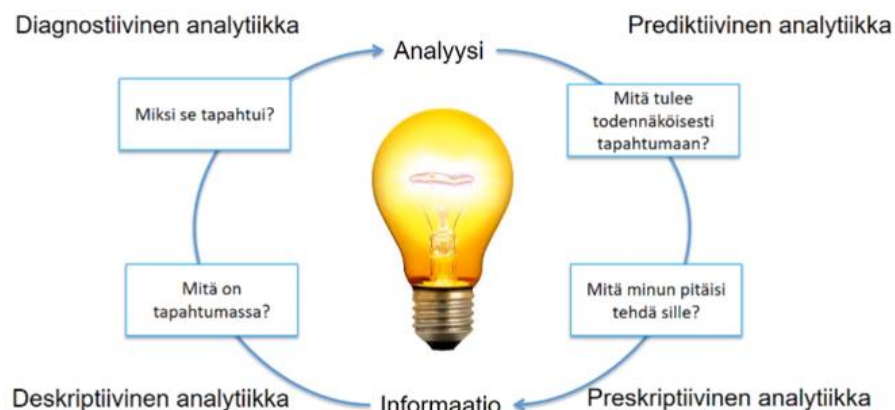 Diagnostiivinen analytiikka
Prediktiivinen analytiikka
Analyysi
Miksi se tapahtui?
Mitä tulee
todennäköisesti
tapahtumaan?
Mitä on
tapahtumassa?
Mitä minun pitäisi
tehdä sille?
Deskriptiivinen analytiikka
Informaatio
Preskriptiivinen analytiikka